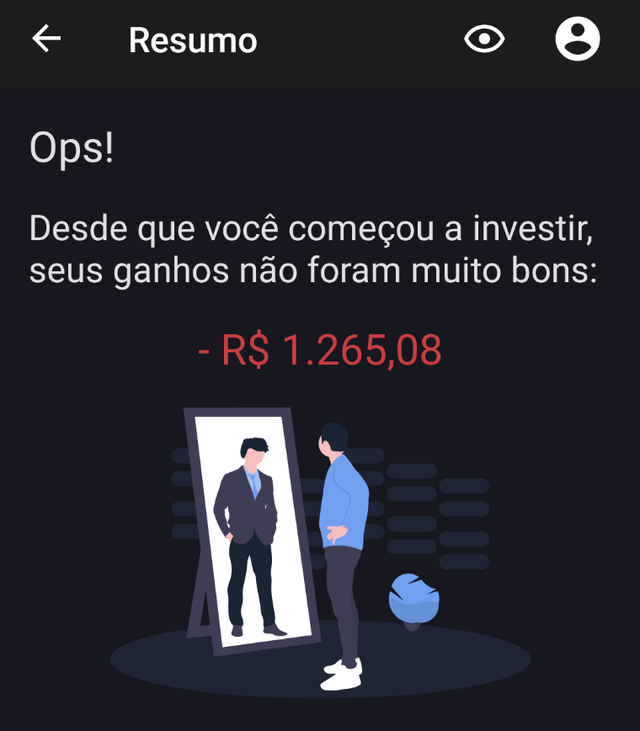 Resumo
Ops!
Desde que você começou a investir,
seus ganhos não foram muito bons:
- R$ 1.265,08